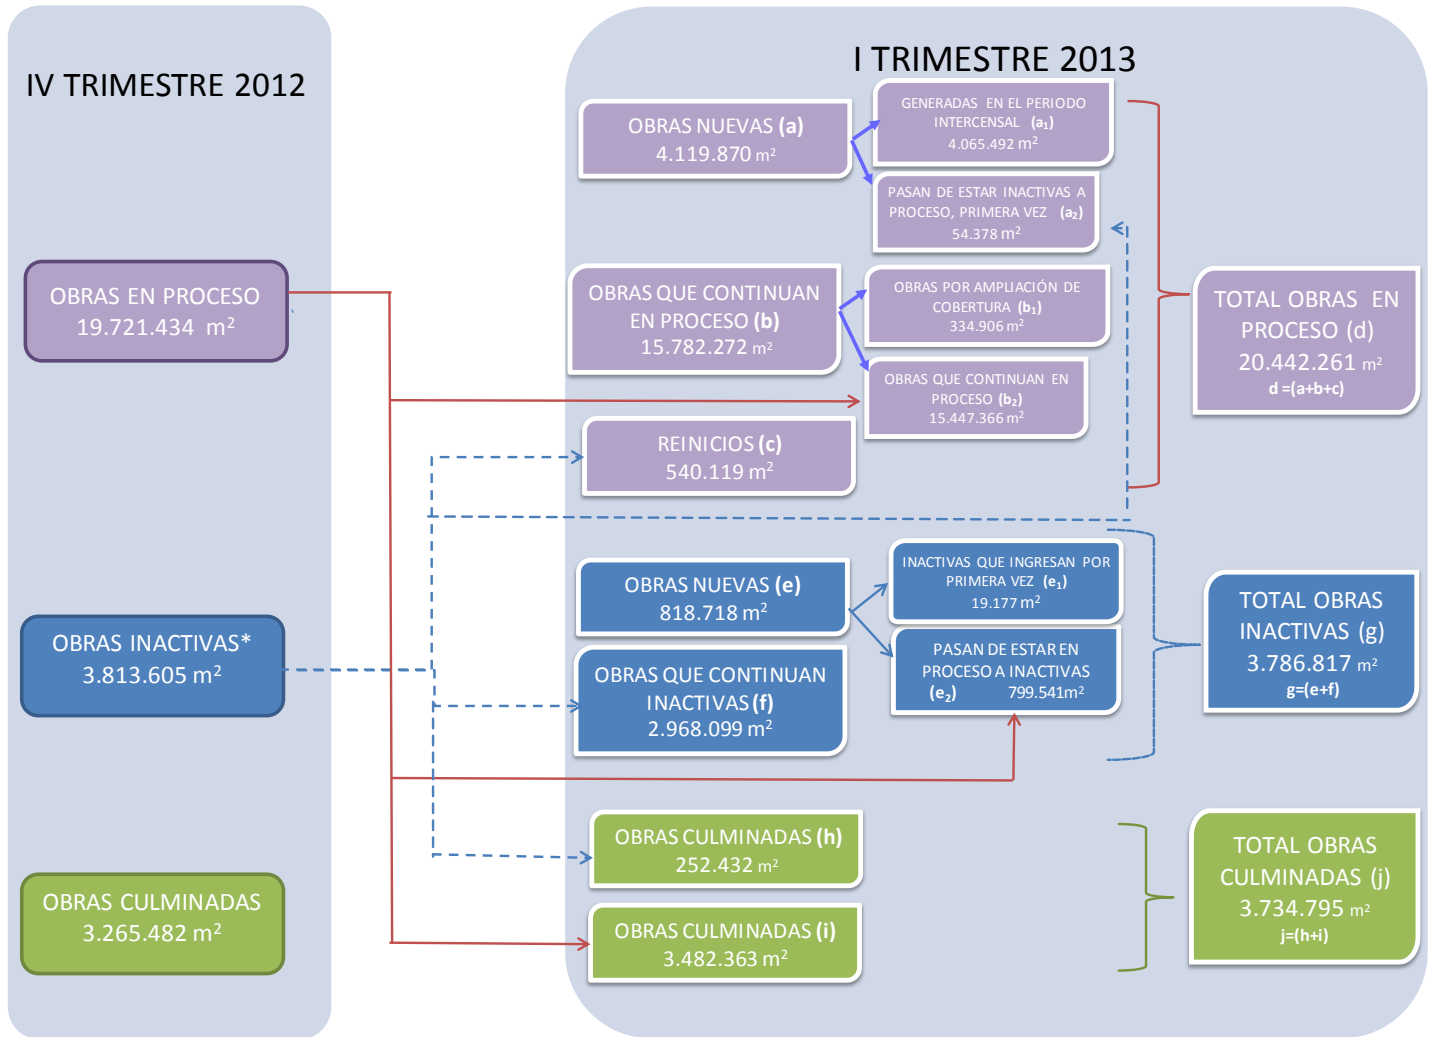 IV TRIMESTRE 2012
OBRAS EN PROCESO
19.721.434 m²
OBRAS INACTIVAS*
3.813.605 m²
OBRAS CULMINADAS
3.265.482 m²
I TRIMESTRE 2013
OBRAS NUEVAS (a)
4.119.870 m²
GENERADAS EN EL PERIODO
INTERCENSAL (a₁)
4.065.492 m²
PASAN DE ESTAR INACTIVAS A
PROCESO, PRIMERA VEZ (a₂)
54.378 m²
OBRAS QUE CONTINUAN
EN PROCESO (b)
15.782.272 m²
OBRAS POR AMPLIACIÓN DE
COBERTURA (b₁)
334.906 m²
OBRAS QUE CONTINUAN EN
PROCESO (b₂)
15.447.366 m²
REINICIOS (c)
540.119 m²
TOTAL OBRAS EN
PROCESO (d)
20.442.261 m²
d =(a+b+c)
OBRAS NUEVAS (e)
818.718 m²
INACTIVAS QUE INGRESAN POR
PRIMERA VEZ (e₁)
19.177 m²
PASAN DE ESTAR EN
PROCESO A INACTIVAS
(e₂) 799.541m²
OBRAS QUE CONTINUAN
INACTIVAS (f)
2.968.099 m²
TOTAL OBRAS
INACTIVAS (g)
3.786.817 m²
g=(e+f)
OBRAS CULMINADAS (h)
252.432 m²
OBRAS CULMINADAS (i)
3.482.363 m²
TOTAL OBRAS
CULMINADAS (j)
3.734.795 m²
j=(h+i)